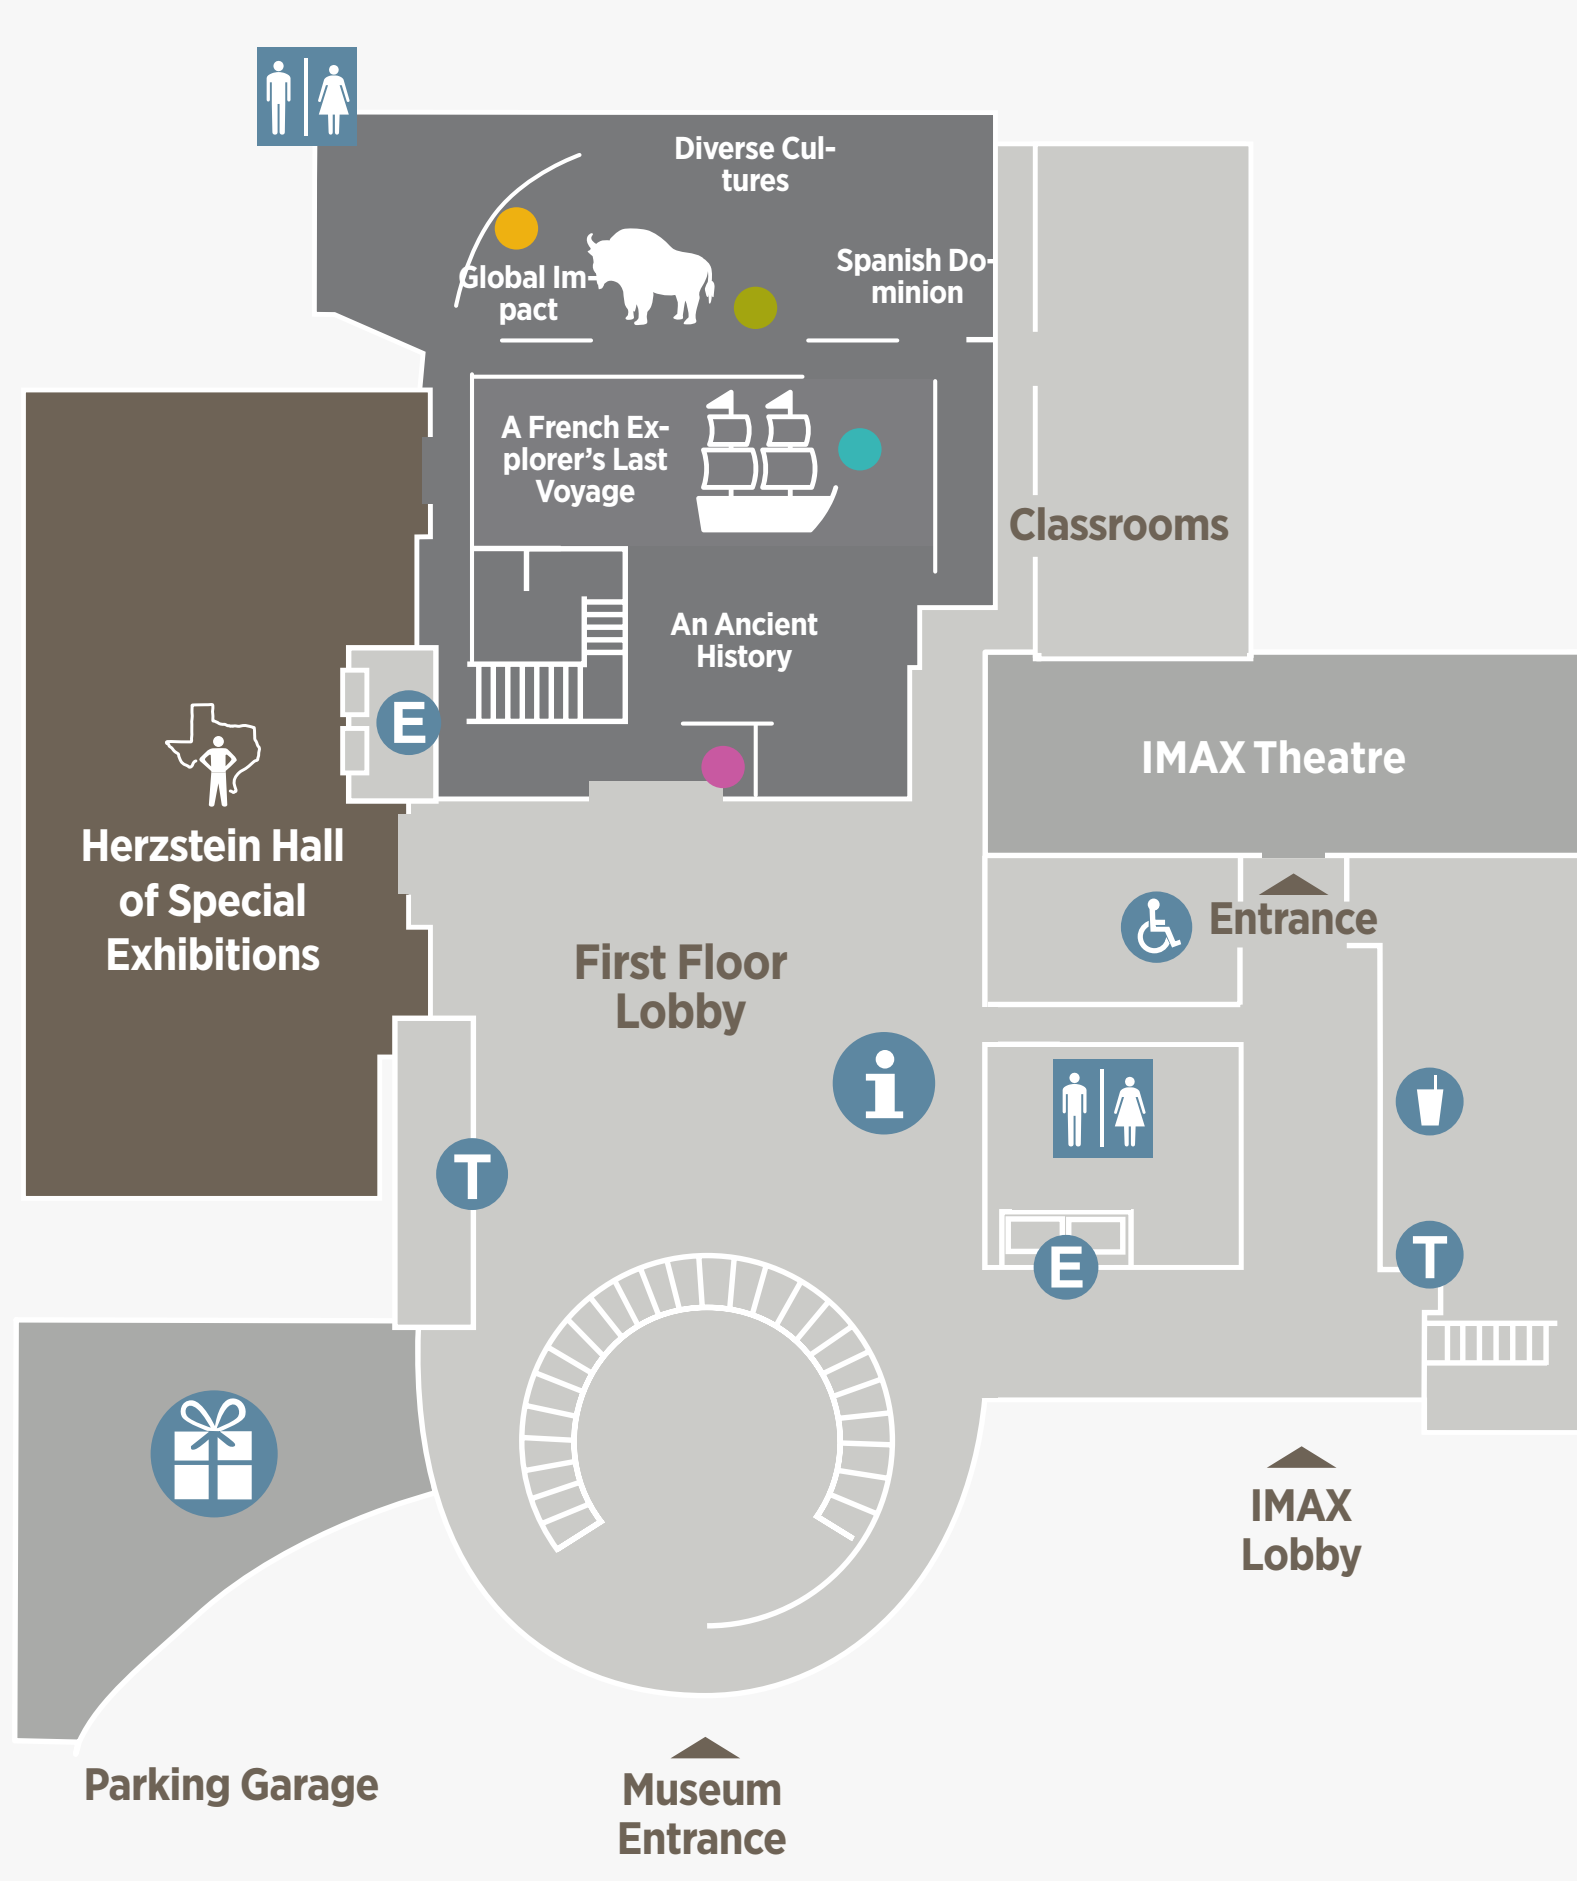 Diverse Cul-
tures
Spanish Do-
minion
Global Im-
pact
A French Ex-
plorer's Last
Voyage
Classrooms
An Ancient
History
E
IMAX Theatre
Herzstein Hall
of Special
Exhibitions
Entrance
First Floor
Lobby
i
T
E
T
IMAX
Lobby
Parking Garage
Museum
Entrance